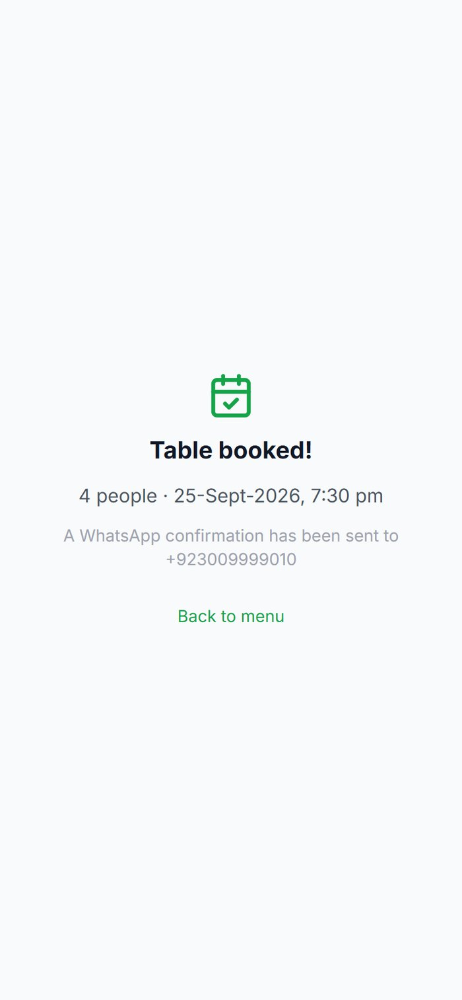 Table booked!
4 people · 25-Sept-2026, 7:30 pm
A WhatsApp confirmation has been sent to
+923009999010
Back to menu